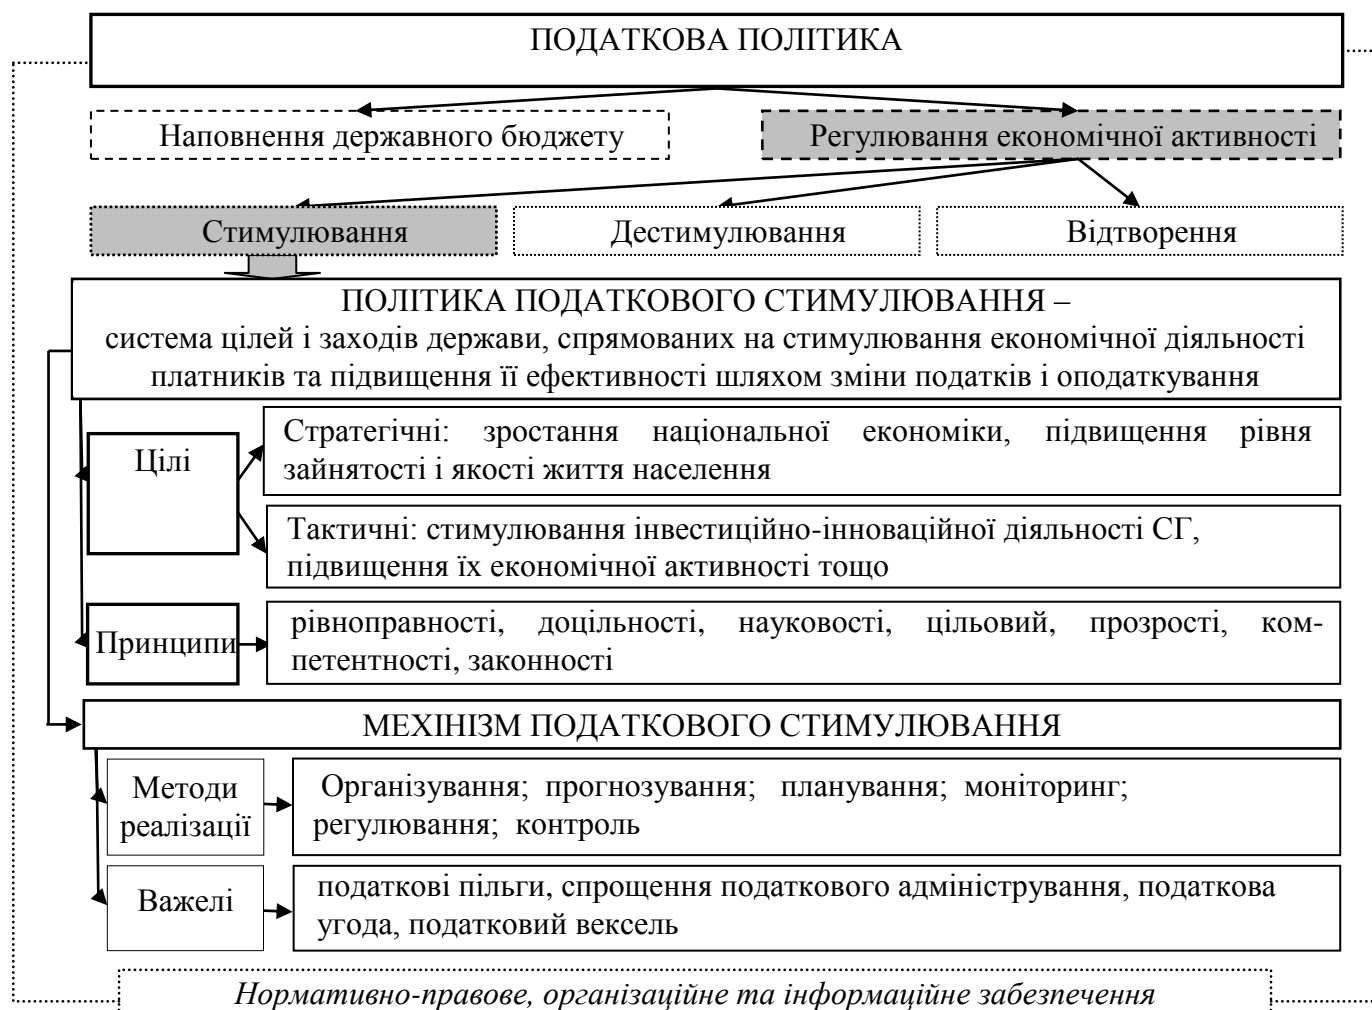 ПОДАТКОВА ПОЛІТИКА
Наповнення державного бюджету
Регулювання економічної активності
Стимулювання
Дестимулювання
Відтворення
ПОЛІТИКА ПОДАТКОВОГО СТИМУЛЮВАННЯ –
система цілей і заходів держави, спрямованих на стимулювання економічної діяльності
платників та підвищення її ефективності шляхом зміни податків і оподаткування
Цілі
Стратегічні: зростання національної економіки, підвищення рівня
зайнятості і якості життя населення
Тактичні: стимулювання інвестиційно-інноваційної діяльності СГ,
підвищення їх економічної активності тощо
Принципи
рівноправності, доцільності, науковості, цільовий, прозрості, ком-
петентності, законності
МЕХІНІЗМ ПОДАТКОВОГО СТИМУЛЮВАННЯ
Методи
реалізації
Організування; прогнозування; планування; моніторинг;
регулювання; контроль
Важелі
податкові пільги, спрощення податкового адміністрування, податкова
угода, податковий вексель
Нормативно-правове, організаційне та інформаційне забезпечення